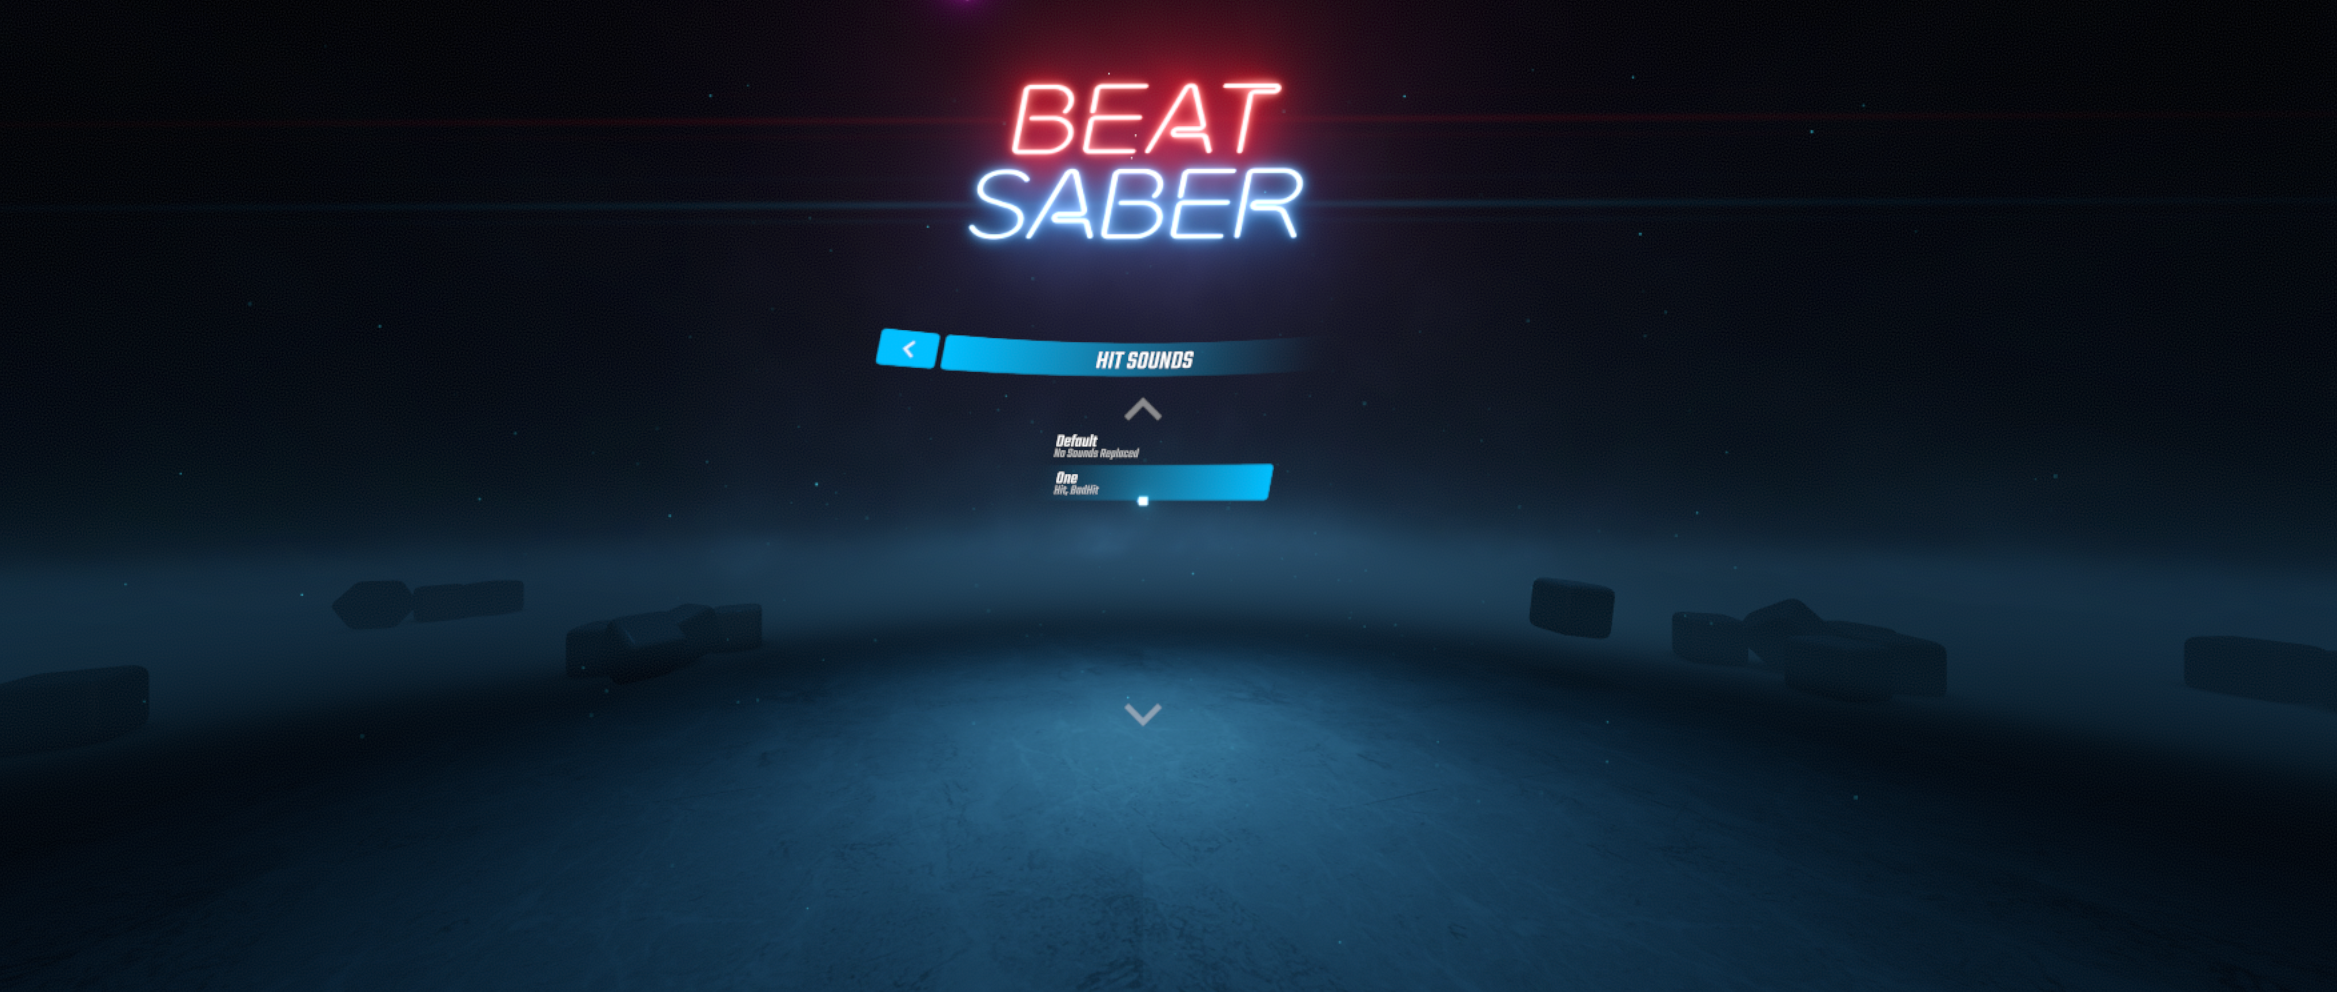 BEAT
SABER
HIT SOUNDS
Default
No Sounds Replaced
One
Hit, BadHit